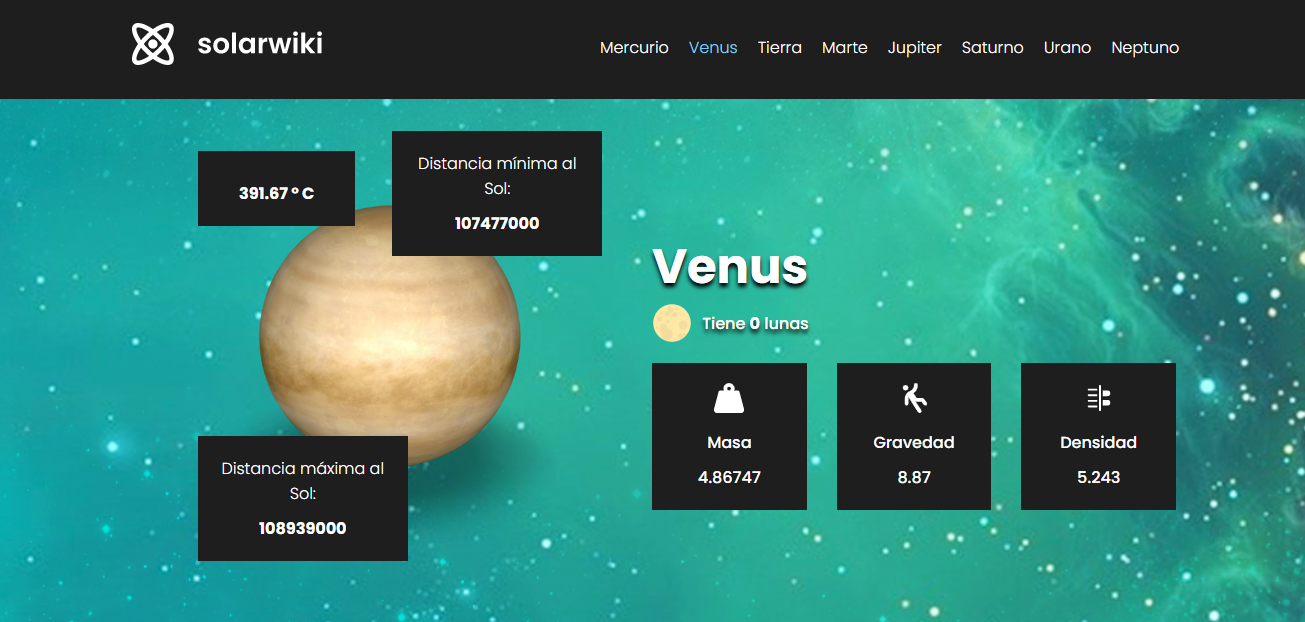 solarwiki
Mercurio Venus Tierra Marte Jupiter Saturno Urano Neptuno
391.67 º C
Distancia mínima al
Sol:
107477000
Distancia máxima al
Sol:
108939000
Venus
Tiene 0 lunas
Masa
4.86747
Gravedad
8.87
Densidad
5.243